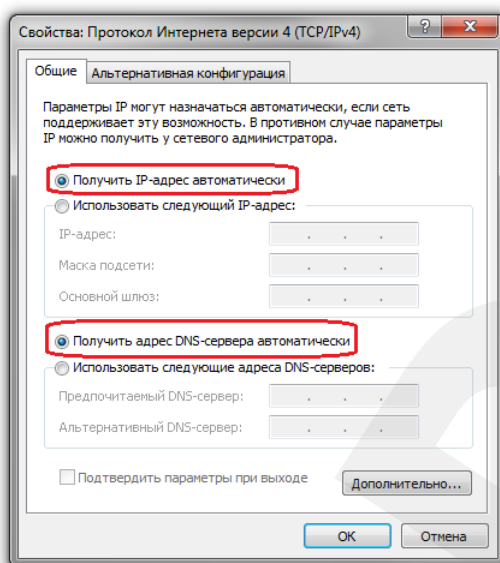 Свойства: Протокол Интернета версии 4 (TCP/IPv4)
Общие
Альтернативная конфигурация
Параметры IP могут назначаться автоматически, если сеть
поддерживает эту возможность. В противном случае параметры
IP можно получить у сетевого администратора.
Получить IP-адрес автоматически
Использовать следующий IP-адрес:
IP-адрес:
Маска подсети:
Основной шлюз:
Получить адрес DNS-сервера автоматически
Использовать следующие адреса DNS-серверов:
Предпочитаемый DNS-сервер:
Альтернативный DNS-сервер:
Подтвердить параметры при выходе
Дополнительно...
OK
Отмена